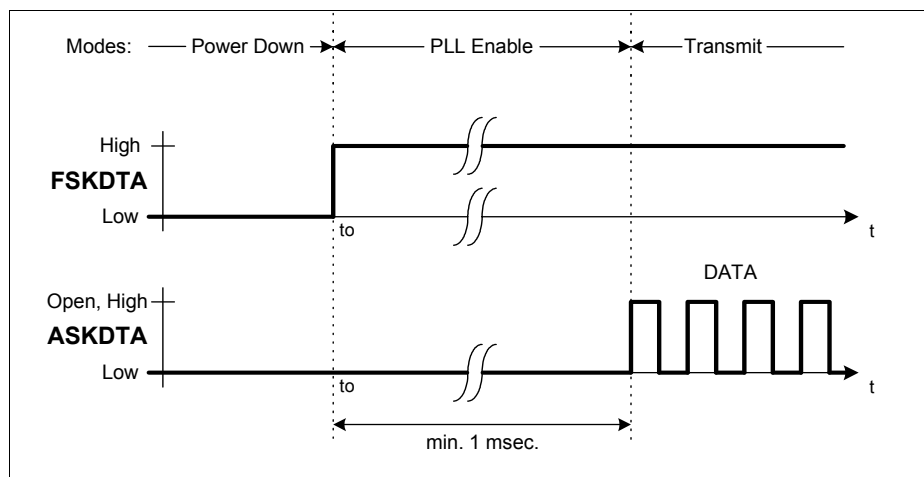 Modes: Power Down PLL Enable Transmit
High
FSKDTA
Low
to
t
DATA
Open, High
ASKDTA
Low
to
t
min. 1 msec.